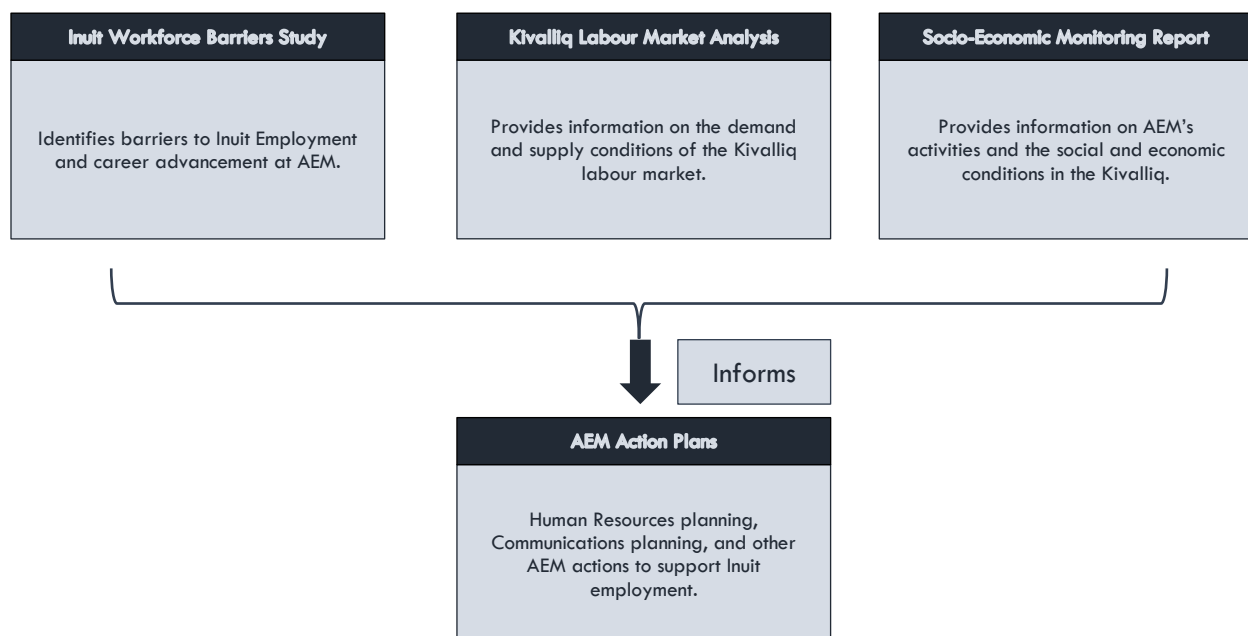 Inuit Workforce Barriers Study
Identifies barriers to Inuit Employment
and career advancement at AEM.
Kivalliq Labour Market Analysis
Provides information on the demand
and supply conditions of the Kivalliq
labour market.
Socio-Economic Monitoring Report
Provides information on AEM’s
activities and the social and economic
conditions in the Kivalliq.
Informs
AEM Action Plans
Human Resources planning,
Communications planning, and other
AEM actions to support Inuit
employment.